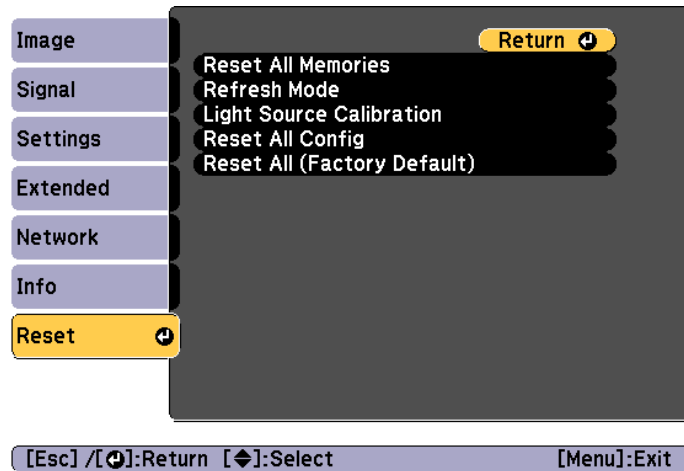 Image
Signal
Settings
Extended
Network
Info
Reset
Return
Reset All Memories
Refresh Mode
Light Source Calibration
Reset All Config
Reset All (Factory Default)
[Esc] /[⏎]:Return [◆]:Select [Menu]:Exit